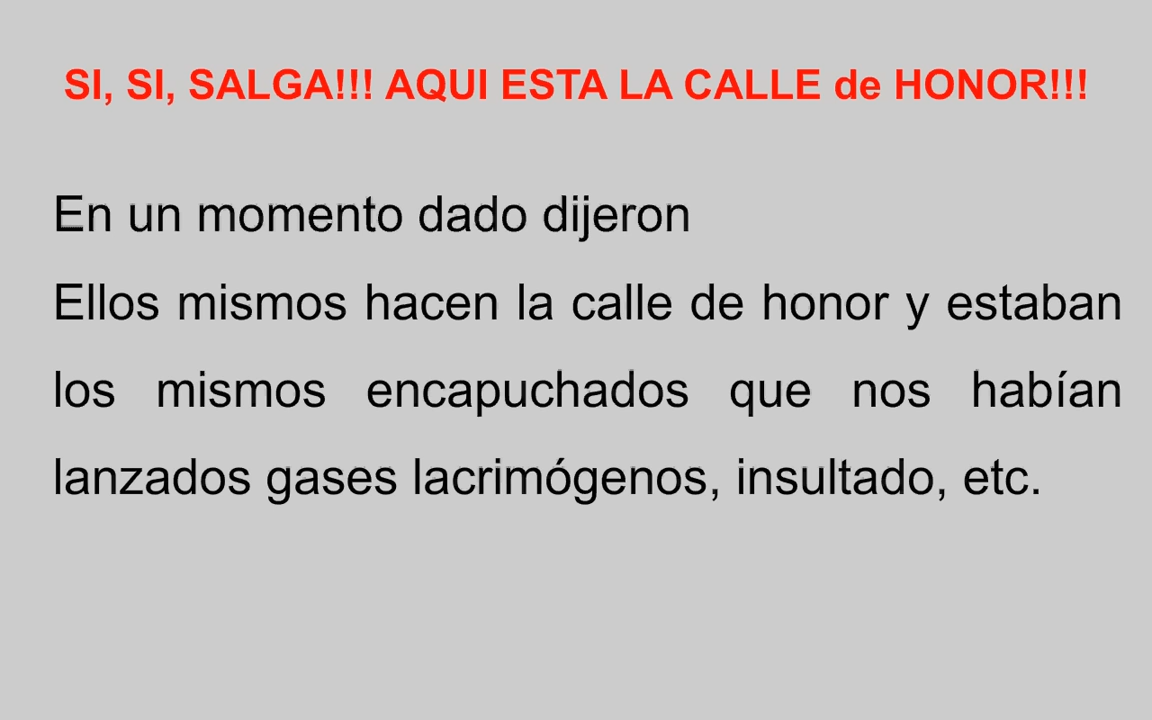 SI, SI, SALGA!!! AQUI ESTA LA CALLE de HONOR!!!
En un momento dado dijeron
Ellos mismos hacen la calle de honor y estaban
los mismos encapuchados que nos habían
lanzados gases lacrimógenos, insultado, etc.